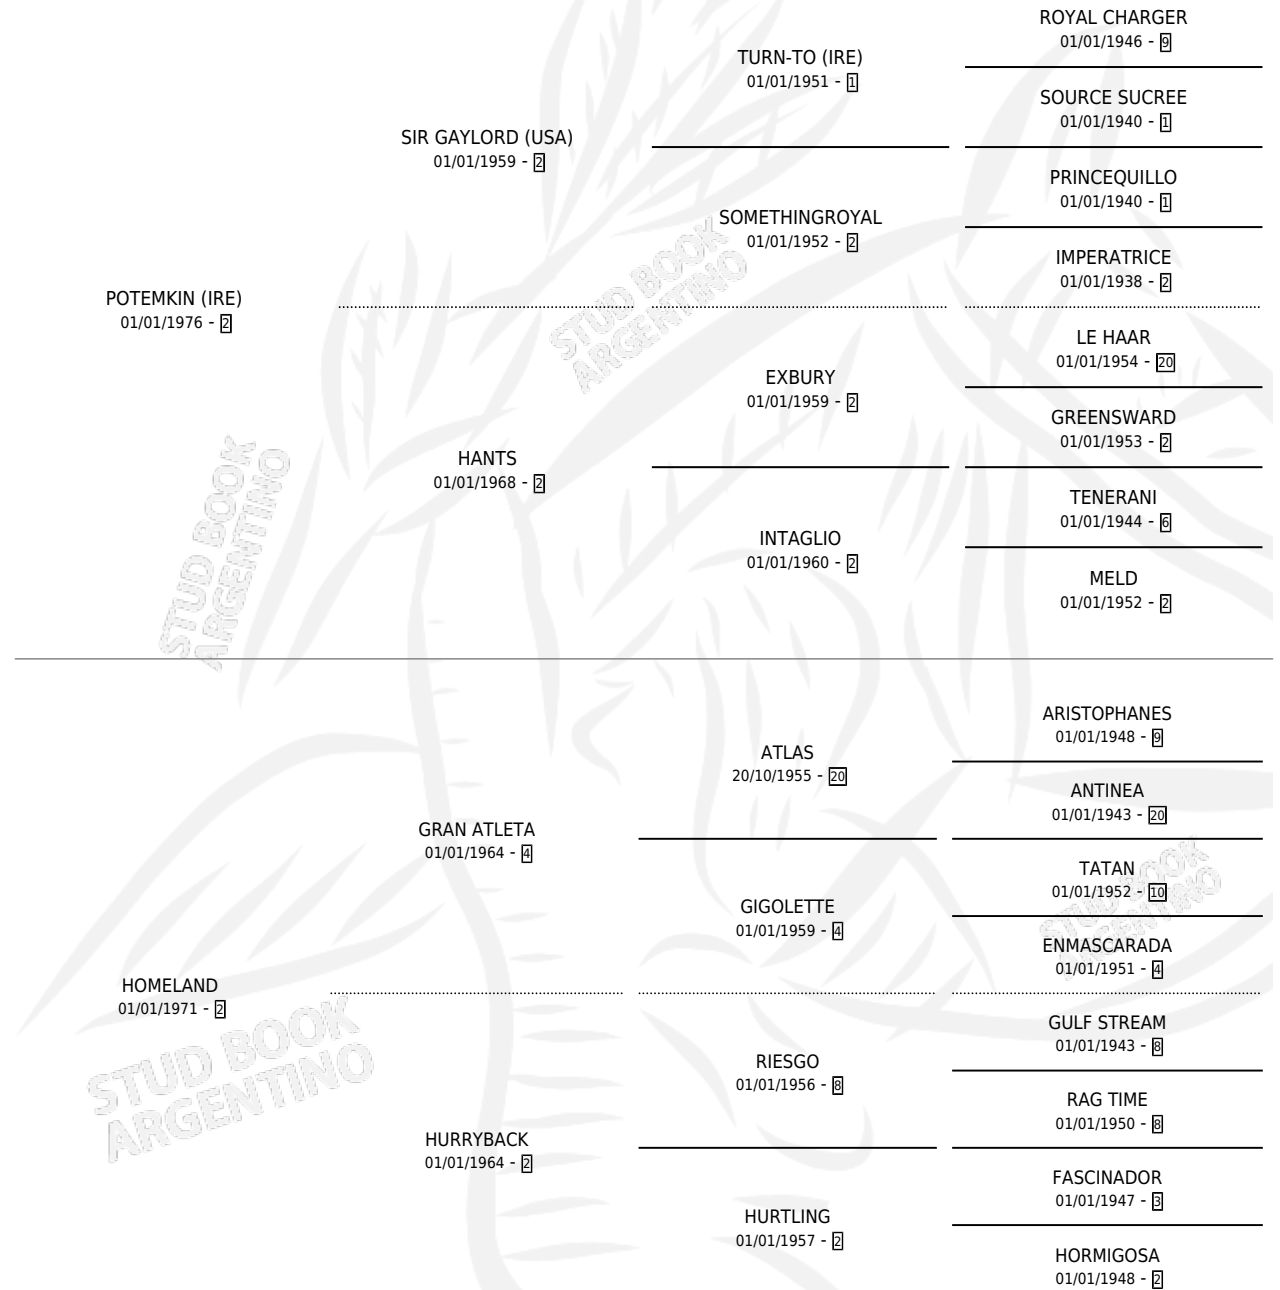 ROYAL CHARGER
01/01/1946 - 9
TURN-TO (IRE)
01/01/1951 - 1
SOURCE SUCREE
01/01/1940 - 1
SIR GAYLORD (USA)
01/01/1959 - 2
PRINCEQUILLO
01/01/1940 - 1
SOMETHINGROYAL
01/01/1952 - 2
IMPERATRICE
01/01/1938 - 2
STUD BOOK
ARGENTINO
POTEMKIN (IRE)
01/01/1976 - 2
LE HAAR
01/01/1954 - 20
EXBURY
01/01/1959 - 2
GREENSWARD
01/01/1953 - 2
HANTS
01/01/1968 - 2
TENERANI
01/01/1944 - 6
INTAGLIO
01/01/1960 - 2
MELD
01/01/1952 - 2
STUD BOOK
ARGENTINO
ARISTOPHANES
01/01/1948 - 9
ATLAS
20/10/1955 - 20
ANTINEA
01/01/1943 - 20
GRAN ATLETA
01/01/1964 - 4
TATAN
01/01/1952 - 10
GIGOLETTE
01/01/1959 - 4
ENMASCARADA
01/01/1951 - 4
STUD BOOK
ARGENTINO
HOMELAND
01/01/1971 - 2
GULF STREAM
01/01/1943 - 8
RIESGO
01/01/1956 - 8
RAG TIME
01/01/1950 - 8
STUD BOOK
ARGENTINO
HURRYBACK
01/01/1964 - 2
FASCINADOR
01/01/1947 - 3
HURTLING
01/01/1957 - 2
HORMIGOSA
01/01/1948 - 2